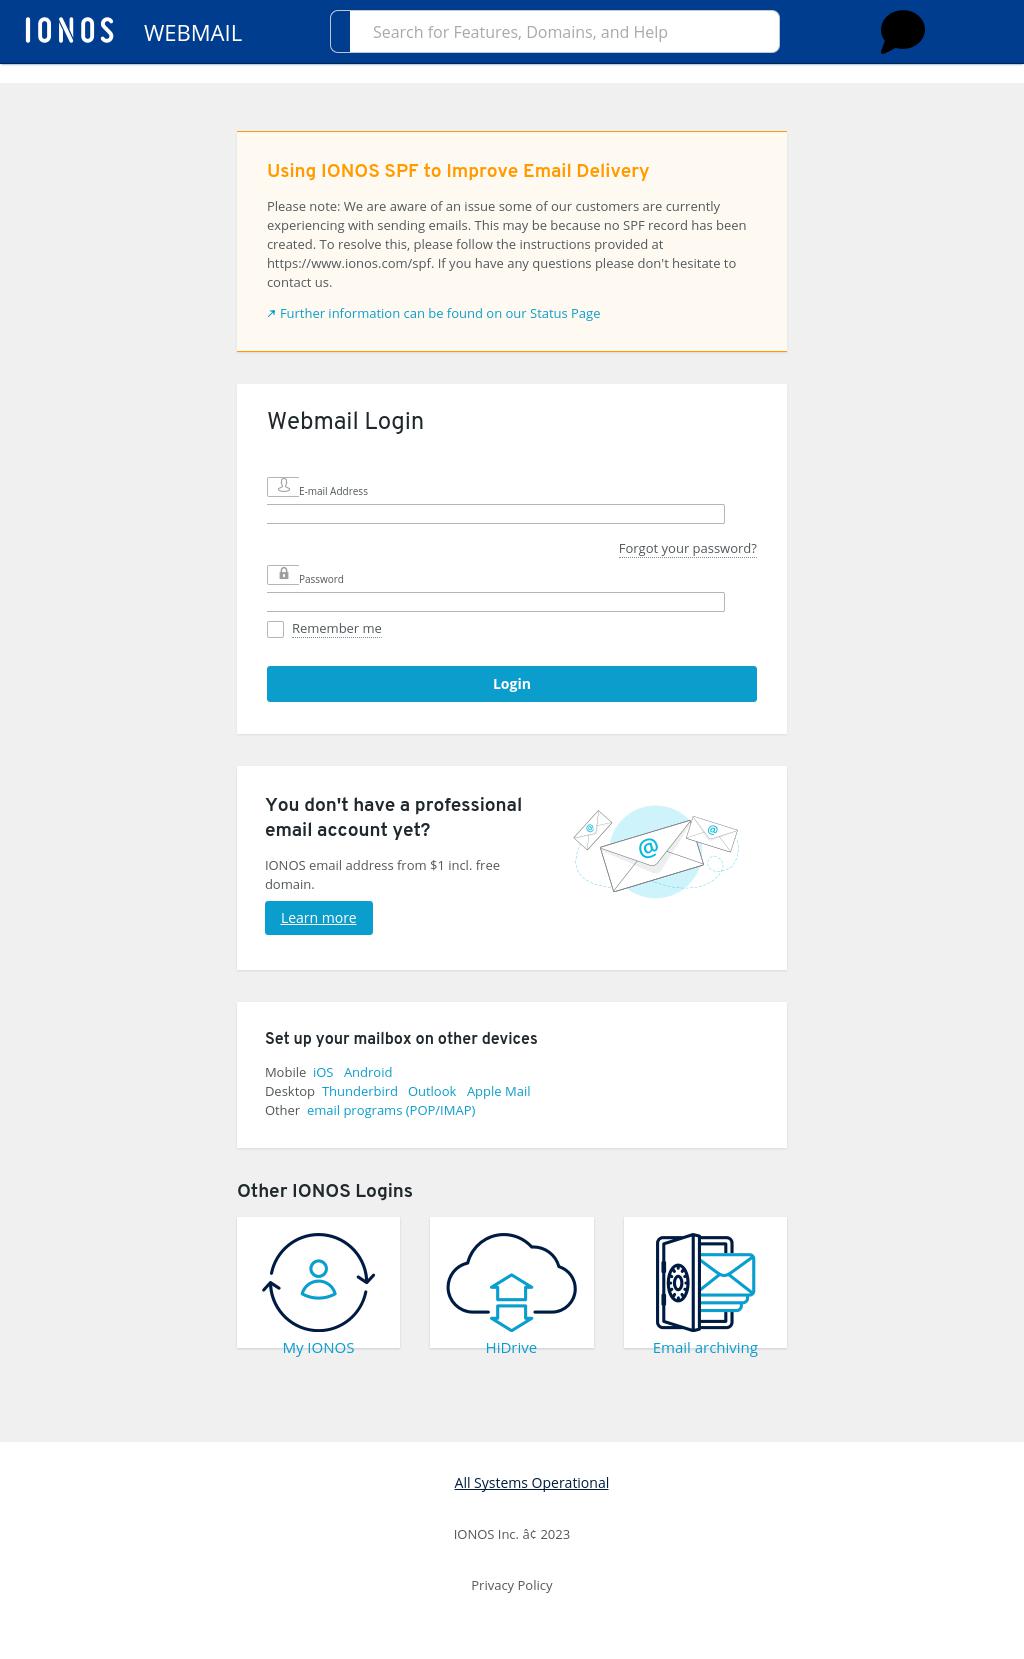 IONOS WEBMAIL
Search for Features, Domains, and Help
Using IONOS SPF to Improve Email Delivery
Please note: We are aware of an issue some of our customers are currently
experiencing with sending emails. This may be because no SPF record has been
created. To resolve this, please follow the instructions provided at
https://www.ionos.com/spf. If you have any questions please don't hesitate to
contact us.
Further information can be found on our Status Page
Webmail Login
E-mail Address
Forgot your password?
Password
Remember me
Login
You don't have a professional
email account yet?
IONOS email address from $1 incl. free
domain.
Learn more
@
@
@
Set up your mailbox on other devices
Mobile iOS Android
Desktop Thunderbird Outlook Apple Mail
Other email programs (POP/IMAP)
Other IONOS Logins
My IONOS
HiDrive
Email archiving
All Systems Operational
IONOS Inc. â¢ 2023
Privacy Policy